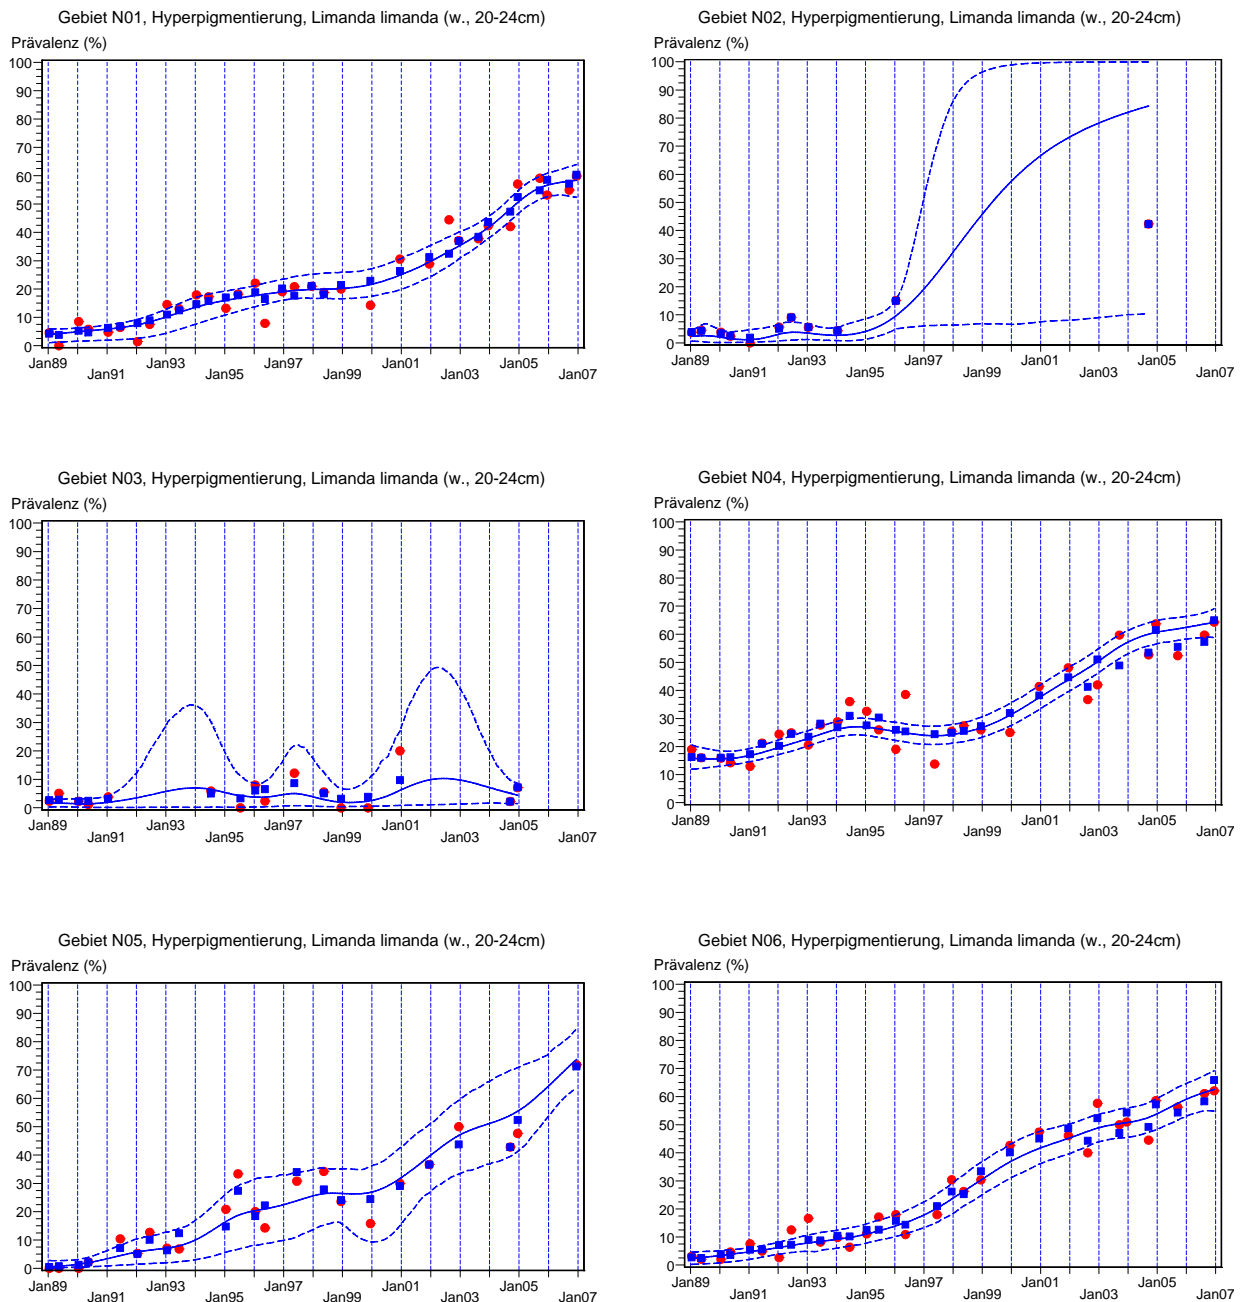 Gebiet N01, Hyperpigmentierung, Limanda limanda (w., 20-24cm)
Prävalenz (%)
100
90
80
70
60
50
40
30
20
10
0
Jan89 Jan93 Jan97 Jan01 Jan05
Jan91 Jan95 Jan99 Jan03 Jan07
Gebiet N02, Hyperpigmentierung, Limanda limanda (w., 20-24cm)
Prävalenz (%)
100
90
80
70
60
50
40
30
20
10
0
Jan89 Jan93 Jan97 Jan01 Jan05
Jan91 Jan95 Jan99 Jan03 Jan07
Gebiet N03, Hyperpigmentierung, Limanda limanda (w., 20-24cm)
Prävalenz (%)
100
90
80
70
60
50
40
30
20
10
0
Jan89 Jan93 Jan97 Jan01 Jan05
Jan91 Jan95 Jan99 Jan03 Jan07
Gebiet N04, Hyperpigmentierung, Limanda limanda (w., 20-24cm)
Prävalenz (%)
100
90
80
70
60
50
40
30
20
10
0
Jan89 Jan93 Jan97 Jan01 Jan05
Jan91 Jan95 Jan99 Jan03 Jan07
Gebiet N05, Hyperpigmentierung, Limanda limanda (w., 20-24cm)
Prävalenz (%)
100
90
80
70
60
50
40
30
20
10
0
Jan89 Jan93 Jan97 Jan01 Jan05
Jan91 Jan95 Jan99 Jan03 Jan07
Gebiet N06, Hyperpigmentierung, Limanda limanda (w., 20-24cm)
Prävalenz (%)
100
90
80
70
60
50
40
30
20
10
0
Jan89 Jan93 Jan97 Jan01 Jan05
Jan91 Jan95 Jan99 Jan03 Jan07